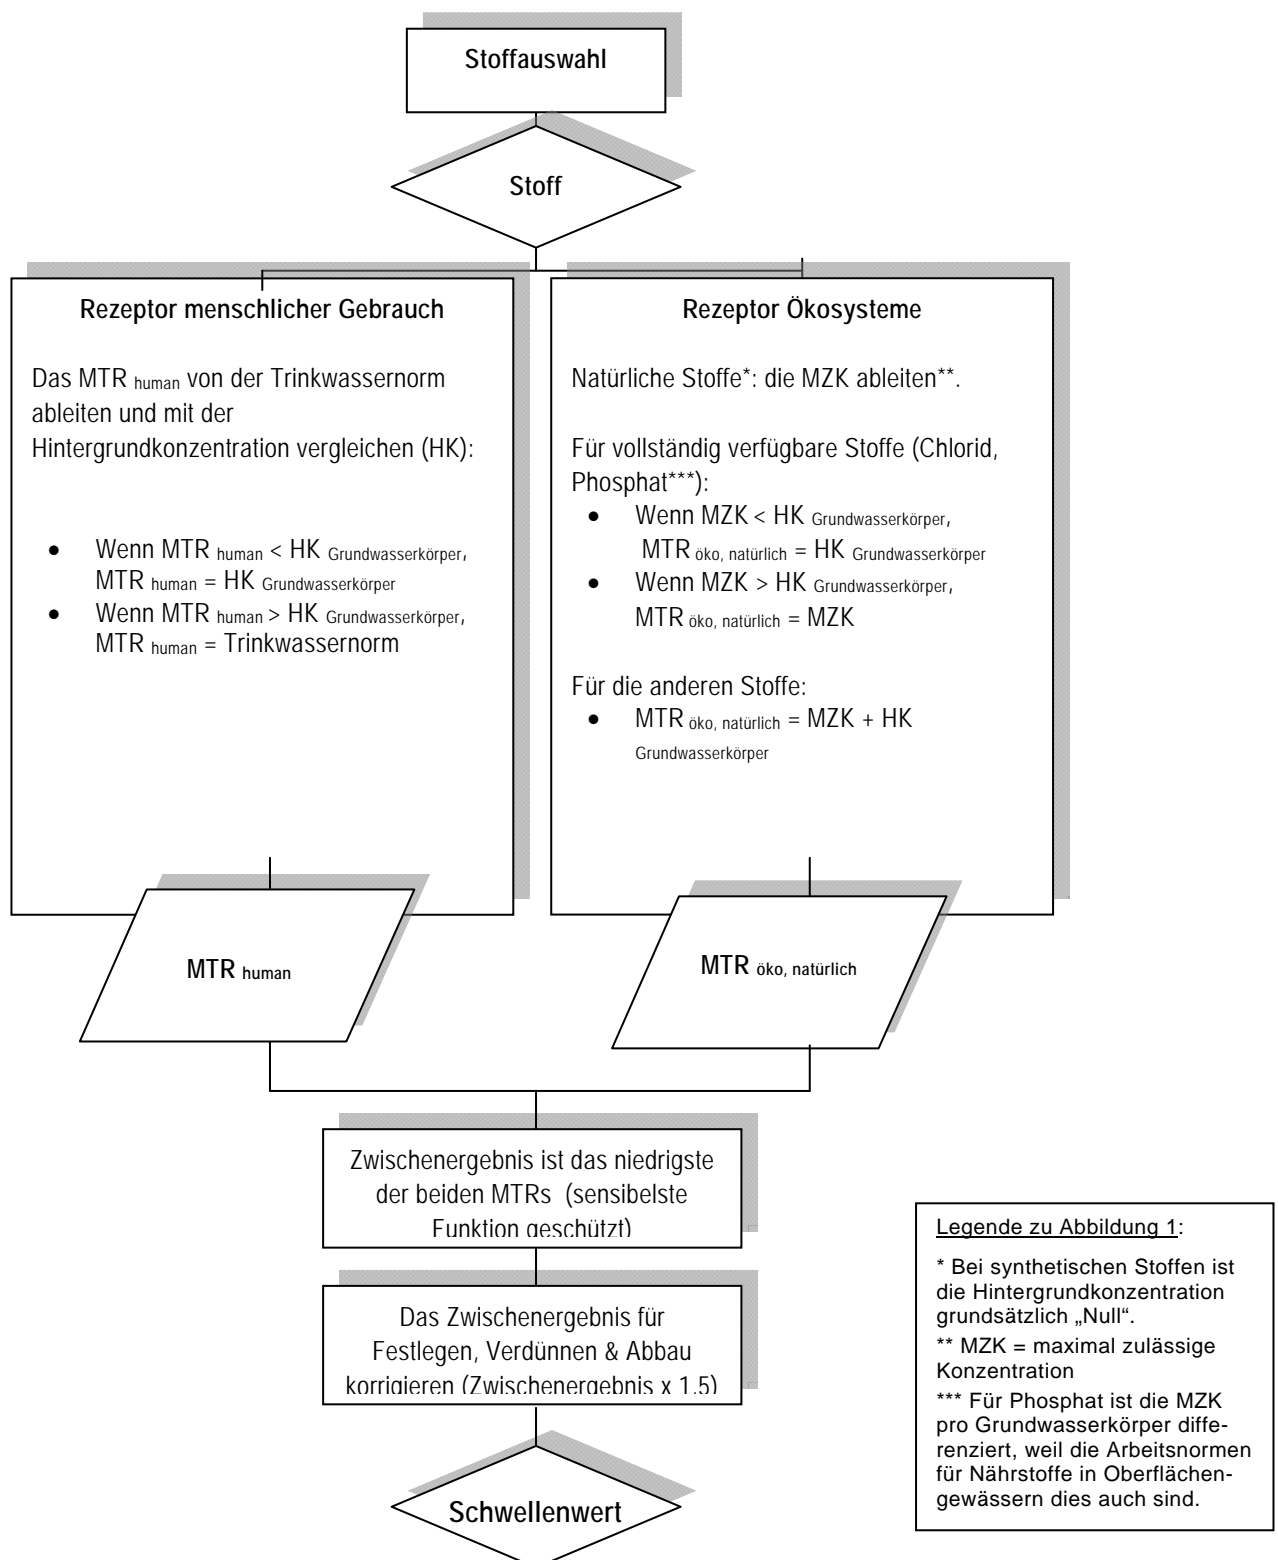 Stoffauswahl
Stoff
Rezeptor menschlicher Gebrauch
Das MTR human von der Trinkwassernorm
ableiten und mit der
Hintergrundkonzentration vergleichen (HK):
• Wenn MTR human < HK Grundwasserkörper,
MTR human = HK Grundwasserkörper
• Wenn MTR human > HK Grundwasserkörper,
MTR human = Trinkwassernorm
Rezeptor Ökosysteme
Natürliche Stoffe*: die MZK ableiten**.
Für vollständig verfügbare Stoffe (Chlorid,
Phosphat***):
• Wenn MZK < HK Grundwasserkörper,
MTR öko, natürlich = HK Grundwasserkörper
• Wenn MZK > HK Grundwasserkörper,
MTR öko, natürlich = MZK
Für die anderen Stoffe:
• MTR öko, natürlich = MZK + HK
Grundwasserkörper
MTR human
MTR öko, natürlich
Zwischenergebnis ist das niedrigste
der beiden MTRs (sensibelste
Funktion geschützt)
Das Zwischenergebnis für
Festlegen, Verdünnen & Abbau
korrigieren (Zwischenergebnis x 1,5)
Schwellenwert
Legende zu Abbildung 1:
* Bei synthetischen Stoffen ist
die Hintergrundkonzentration
grundsätzlich „Null“.
** MZK = maximal zulässige
Konzentration
*** Für Phosphat ist die MZK
pro Grundwasserkörper diffe-
renziert, weil die Arbeitsnormen
für Nährstoffe in Oberflächen-
gewässern dies auch sind.